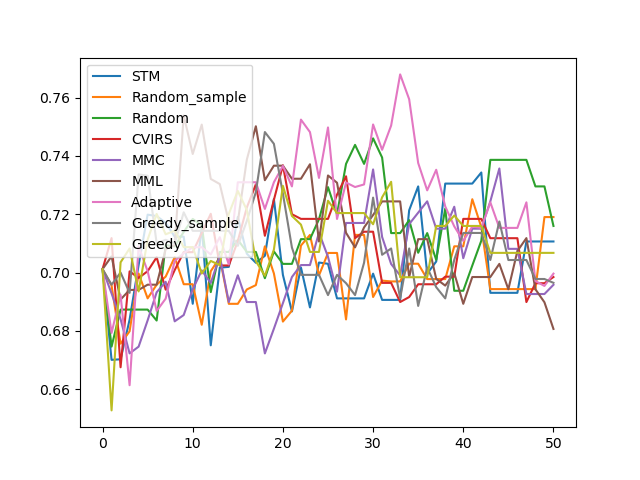 STM
Random_sample
Random
CVIRS
MMC
MML
Adaptive
Greedy_sample
Greedy
0.76
0.74
0.72
0.70
0.68
0.66
0 10 20 30 40 50